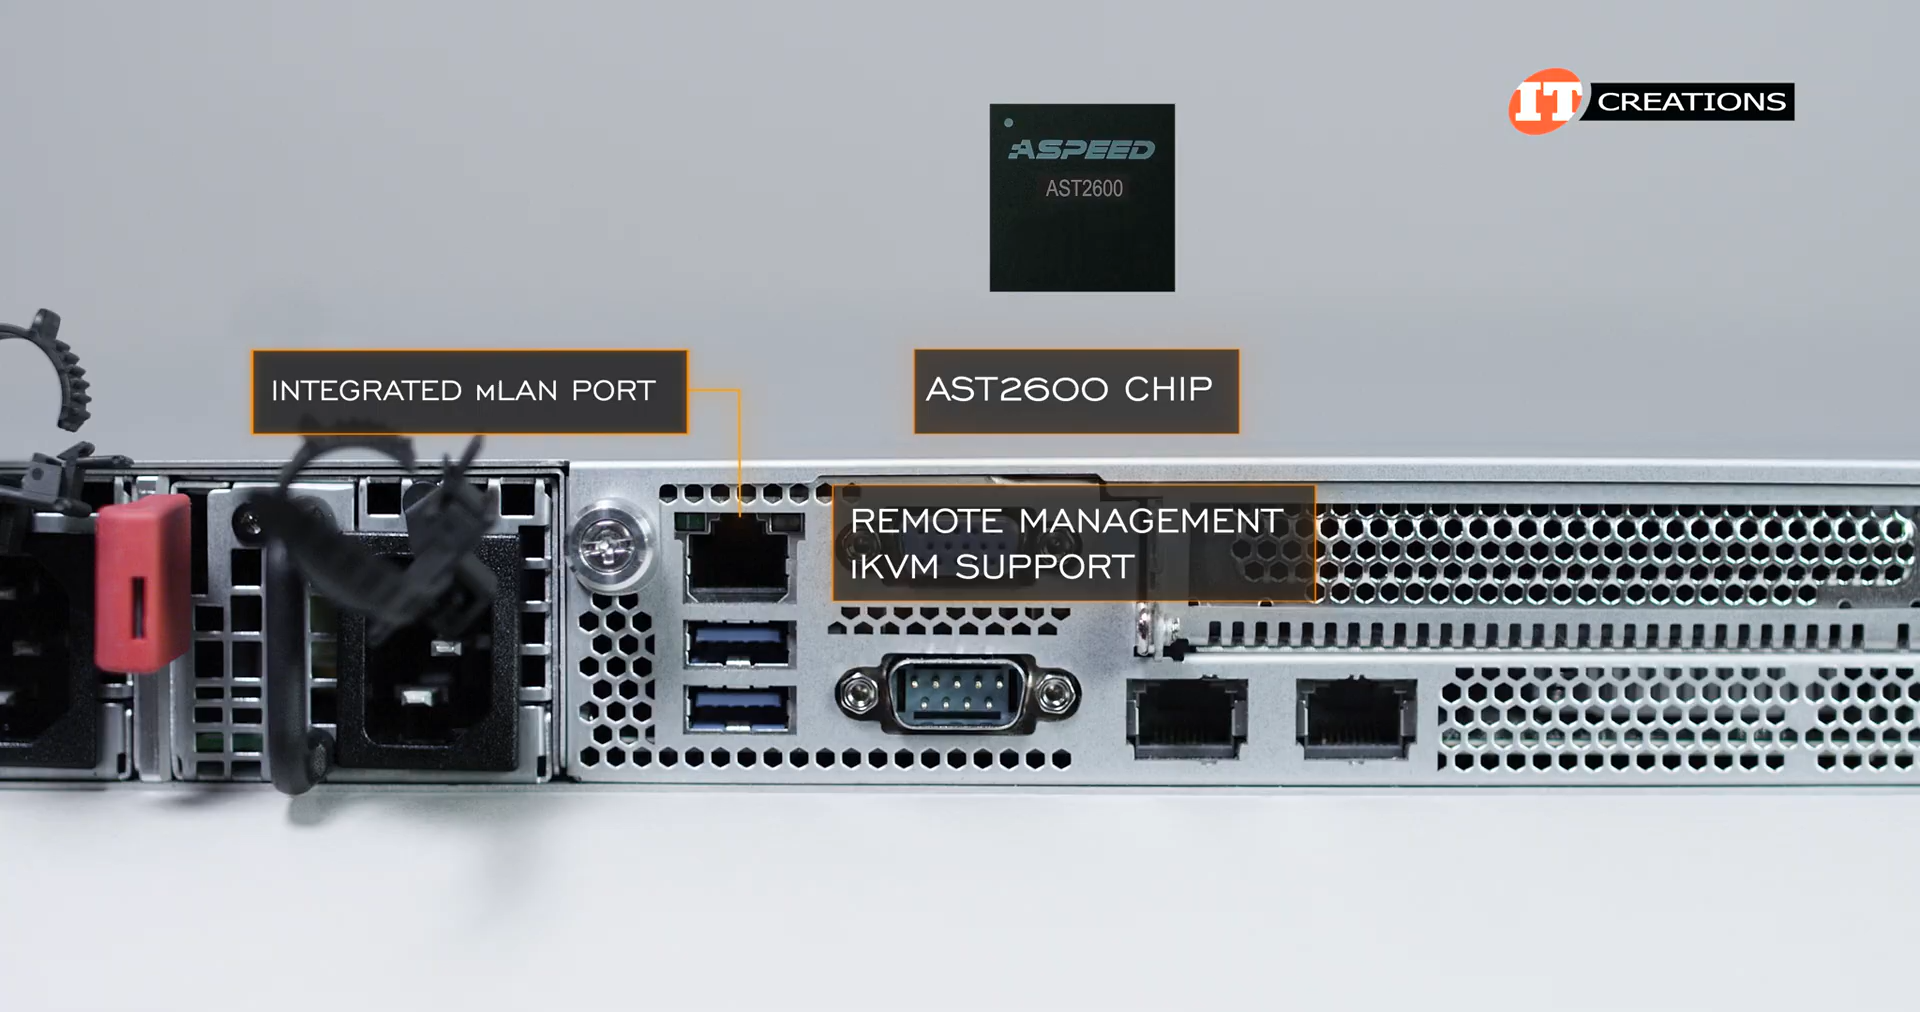 IT CREATIONS
ASPEED
AST2600
INTEGRATED mLAN PORT
AST2600 CHIP
REMOTE MANAGEMENT
iKVM SUPPORT